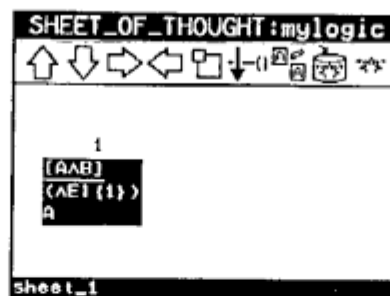 SHEET_OF_THOUGHT:mylogic
1
[A∧B]
(∧E1{1})
A
sheet_1